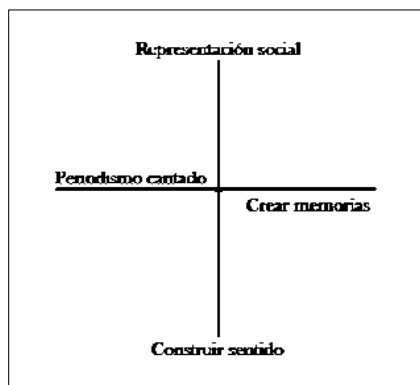 Representación social
Periodismo cantado
Crear memorias
Construir sentido